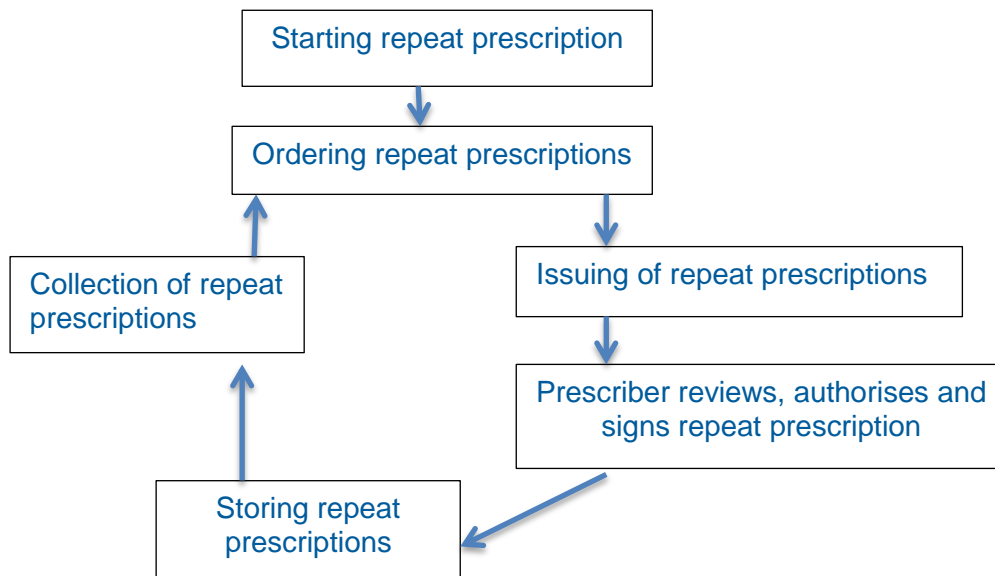 Starting repeat prescription
Ordering repeat prescriptions
Issuing of repeat prescriptions
Prescriber reviews, authorises and
signs repeat prescription
Storing repeat
prescriptions
Collection of repeat
prescriptions